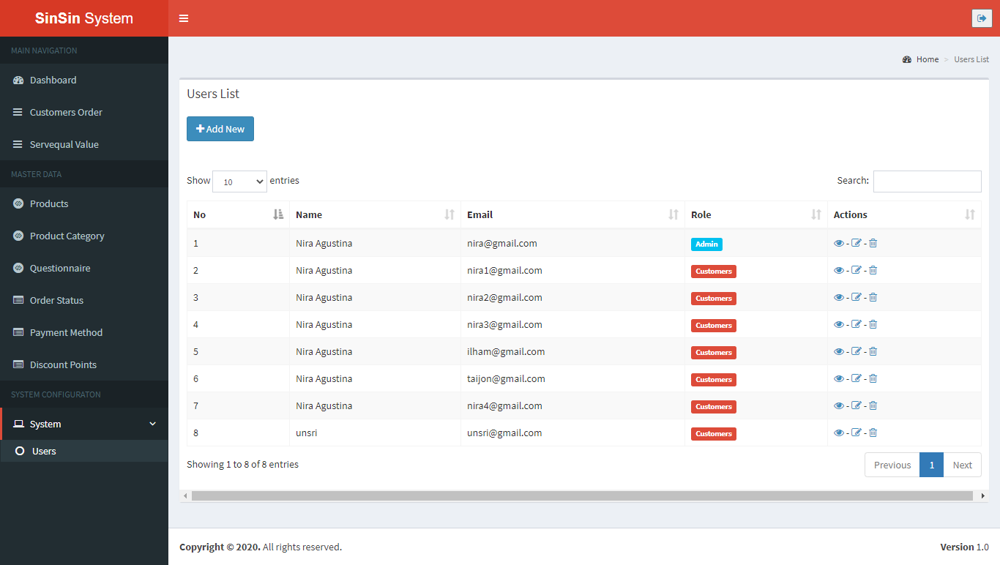 SinSin System
MAIN NAVIGATION
Dashboard
Customers Order
Servequal Value
MASTER DATA
Products
Product Category
Questionnaire
Order Status
Payment Method
Discount Points
SYSTEM CONFIGURATON
System
Users
Home > Users List
Users List
Add New
Show 10 entries Search:
No Name Email Role Actions
1 Nira Agustina nira@gmail.com Admin - -
2 Nira Agustina nira1@gmail.com Customers - -
3 Nira Agustina nira2@gmail.com Customers - -
4 Nira Agustina nira3@gmail.com Customers - -
5 Nira Agustina ilham@gmail.com Customers - -
6 Nira Agustina taijon@gmail.com Customers - -
7 Nira Agustina nira4@gmail.com Customers - -
8 unsri unsri@gmail.com Customers - -
Showing 1 to 8 of 8 entries Previous 1 Next
Copyright © 2020. All rights reserved. Version 1.0